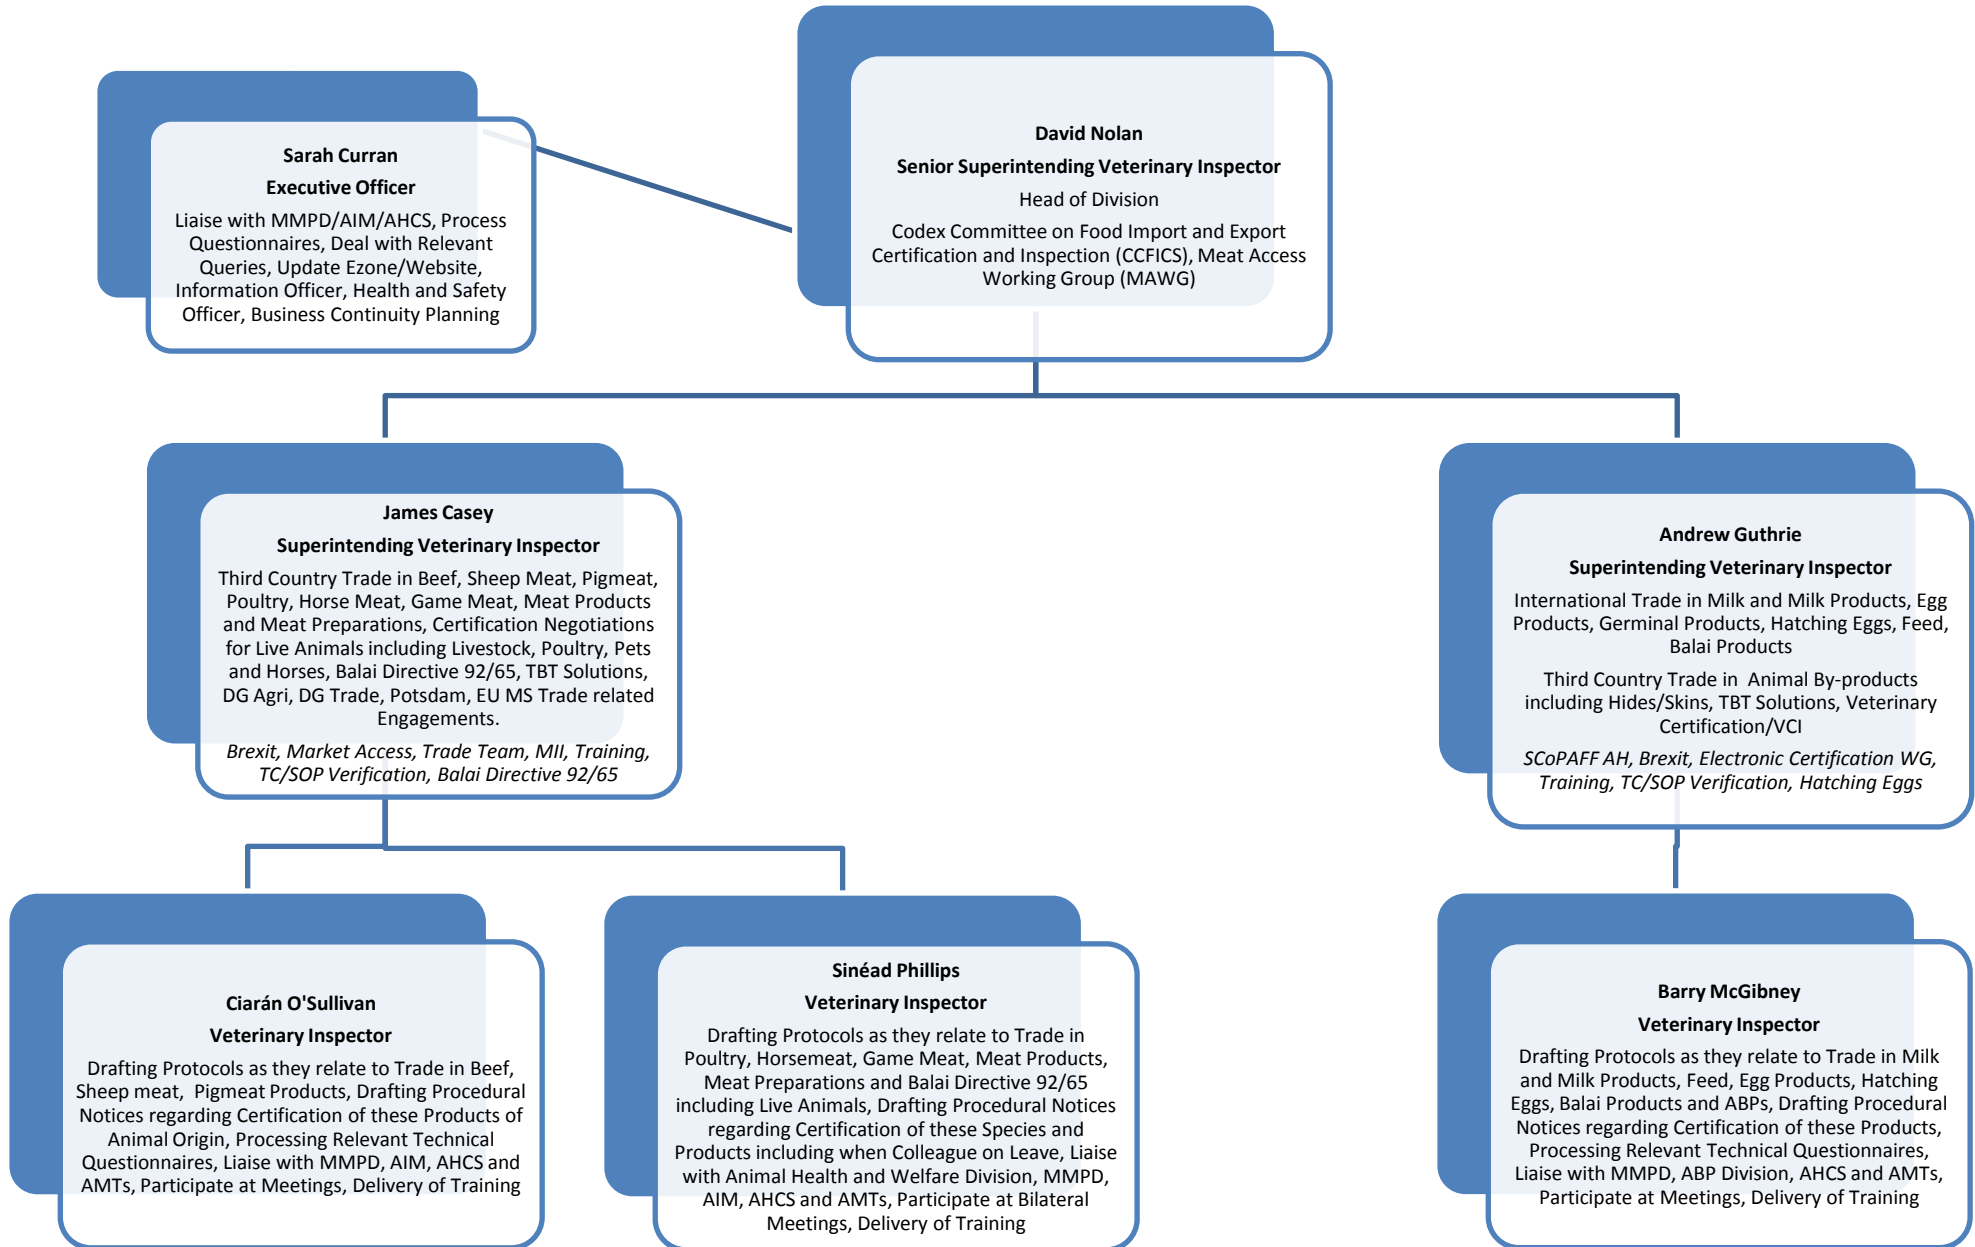 Sarah Curran
Executive Officer
Liaise with MMPD/AIM/AHCS, Process
Questionnaires, Deal with Relevant
Queries, Update Ezone/Website,
Information Officer, Health and Safety
Officer, Business Continuity Planning
David Nolan
Senior Superintending Veterinary Inspector
Head of Division
Codex Committee on Food Import and Export
Certification and Inspection (CCFICS), Meat Access
Working Group (MAWG)
James Casey
Superintending Veterinary Inspector
Third Country Trade in Beef, Sheep Meat, Pigmeat,
Poultry, Horse Meat, Game Meat, Meat Products
and Meat Preparations, Certification Negotiations
for Live Animals including Livestock, Poultry, Pets
and Horses, Balai Directive 92/65, TBT Solutions,
DG Agri, DG Trade, Potsdam, EU MS Trade related
Engagements.
Brexit, Market Access, Trade Team, MII, Training,
TC/SOP Verification, Balai Directive 92/65
Andrew Guthrie
Superintending Veterinary Inspector
International Trade in Milk and Milk Products, Egg
Products, Germinal Products, Hatching Eggs, Feed,
Balai Products
Third Country Trade in Animal By-products
including Hides/Skins, TBT Solutions, Veterinary
Certification/VCI
SCoPAFF AH, Brexit, Electronic Certification WG,
Training, TC/SOP Verification, Hatching Eggs
Ciarán O'Sullivan
Veterinary Inspector
Drafting Protocols as they relate to Trade in Beef,
Sheep meat, Pigmeat Products, Drafting Procedural
Notices regarding Certification of these Products of
Animal Origin, Processing Relevant Technical
Questionnaires, Liaise with MMPD, AIM, AHCS and
AMTs, Participate at Meetings, Delivery of Training
Sinéad Phillips
Veterinary Inspector
Drafting Protocols as they relate to Trade in
Poultry, Horsemeat, Game Meat, Meat Products,
Meat Preparations and Balai Directive 92/65
including Live Animals, Drafting Procedural Notices
regarding Certification of these Species and
Products including when Colleague on Leave, Liaise
with Animal Health and Welfare Division, MMPD,
AIM, AHCS and AMTs, Participate at Bilateral
Meetings, Delivery of Training
Barry McGibney
Veterinary Inspector
Drafting Protocols as they relate to Trade in Milk
and Milk Products, Feed, Egg Products, Hatching
Eggs, Balai Products and ABPs, Drafting Procedural
Notices regarding Certification of these Products,
Processing Relevant Technical Questionnaires,
Liaise with MMPD, ABP Division, AHCS and AMTs,
Participate at Meetings, Delivery of Training